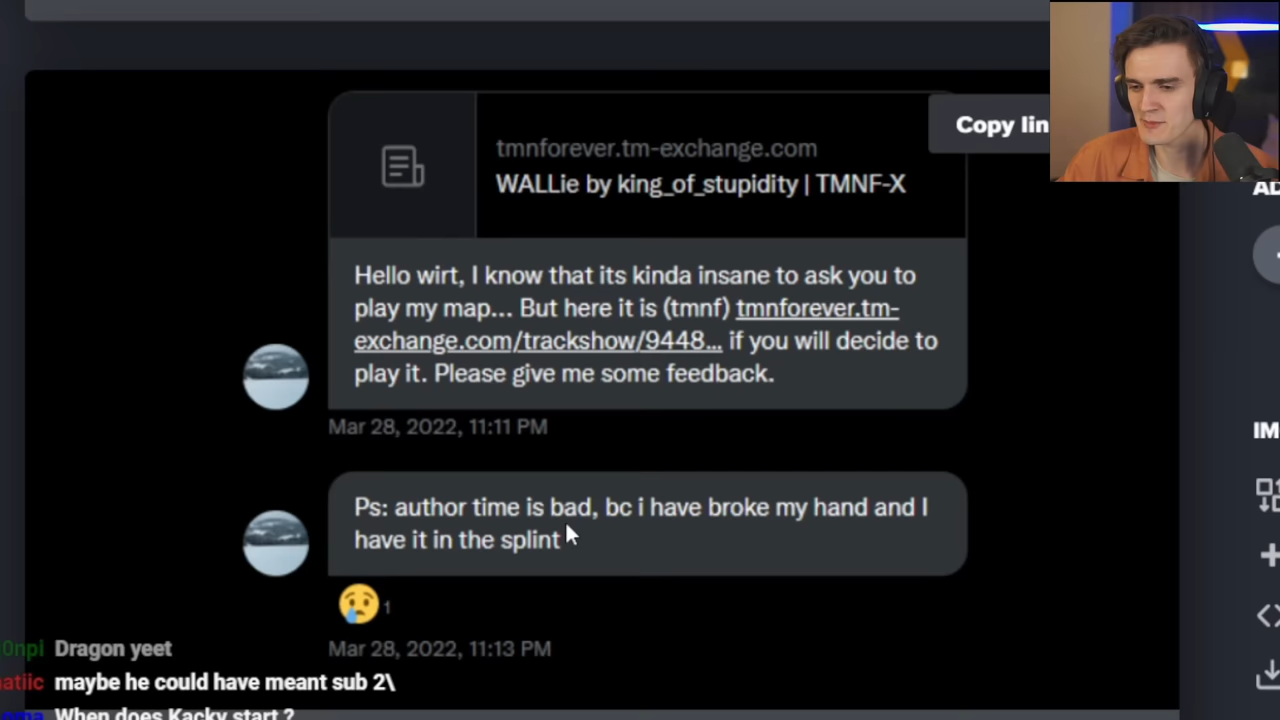 tmnforever.tm-exchange.com
Copy lin
WALLie by king_of_stupidity | TMNF-X
AD
Hello wirt, I know that its kinda insane to ask you to
play my map... But here it is (tmnf) tmnforever.tm-
exchange.com/trackshow/9448... if you will decide to
play it. Please give me some feedback.
Mar 28, 2022, 11:11 PM
IM
Ps: author time is bad, bc i have broke my hand and I
have it in the splint
1
Mar 28, 2022, 11:13 PM
0npi Dragon yeet
atiic maybe he could have meant sub 2\
When does Kacky start ?